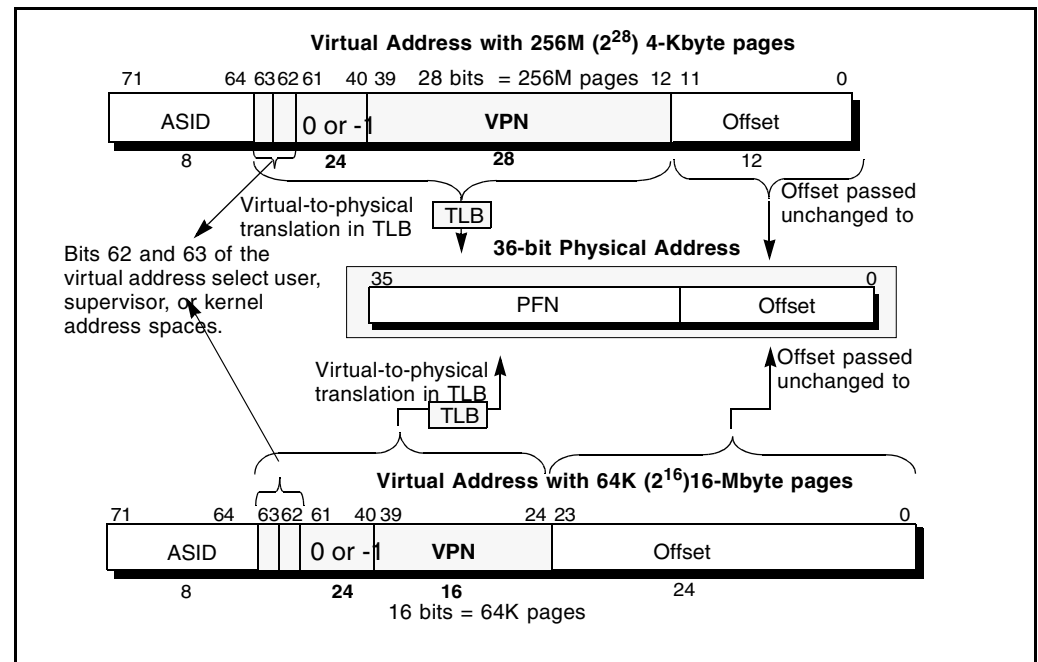 Virtual Address with 256M (2²⁸) 4-Kbyte pages
71 64 63 62 61 40 39 28 bits = 256M pages 12 11 0
ASID 0 or -1 VPN Offset
8 24 28 12
Virtual-to-physical
translation in TLB
TLB
Offset passed
unchanged to
Bits 62 and 63 of the
virtual address select user,
supervisor, or kernel
address spaces.
36-bit Physical Address
35 0
PFN Offset
Virtual-to-physical
translation in TLB
TLB
Offset passed
unchanged to
Virtual Address with 64K (2¹⁶)16-Mbyte pages
71 64 63 62 61 40 39 24 23 0
ASID 0 or -1 VPN Offset
8 24 16 24
16 bits = 64K pages